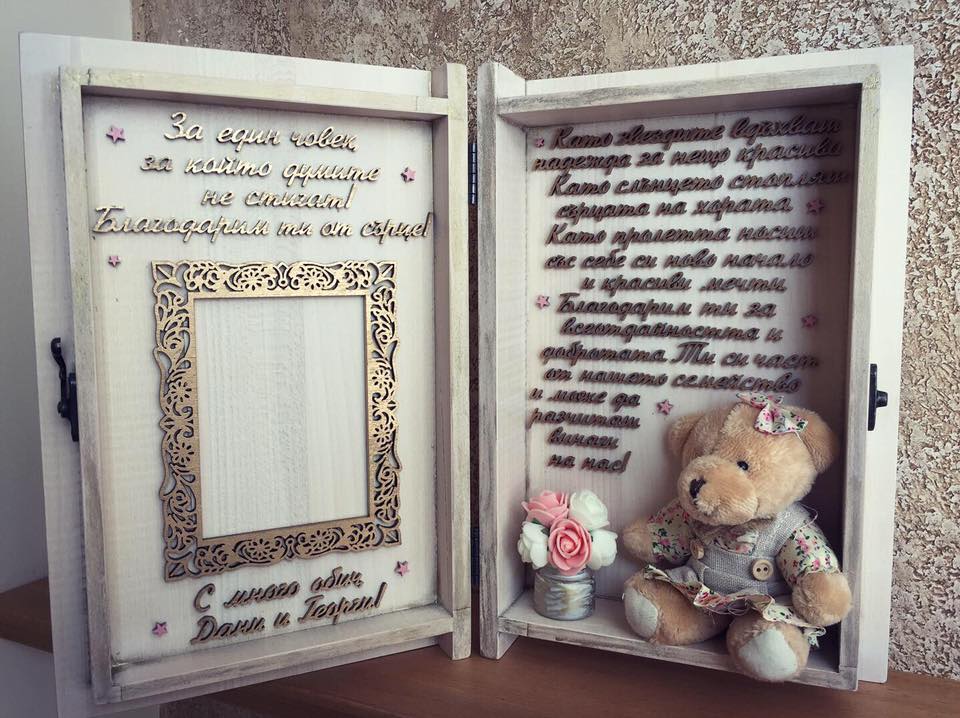 За един човек,
за който думите
не стигат!
Благодарим ти от сърце!
С много обич,
Дани и Георги!
Като звездите вдъхваш
надежда за нещо красиво
Като слънцето стопляш
сърцата на хората
Като пролетта носиш
със себе си ново начало
и красиви мечти
Благодарим ти за
всеотдайността и
добротата. Ти си част
от нашето семейство
и може да
разчиташ
винаги
на нас!